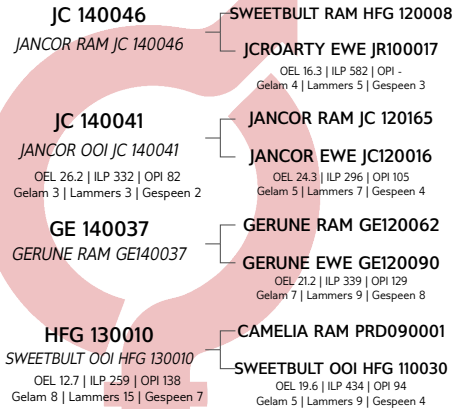 JC 140046
JANCOR RAM JC 140046
SWEETBULT RAM HFG 120008
JCROARTY EWE JR100017
OEL 16.3 | ILP 582 | OPI -
Gelam 4 | Lammers 5 | Gespeen 3
JC 140041
JANCOR OOI JC 140041
OEL 26.2 | ILP 332 | OPI 82
Gelam 3 | Lammers 3 | Gespeen 2
JANCOR RAM JC 120165
JANCOR EWE JC120016
OEL 24.3 | ILP 296 | OPI 105
Gelam 5 | Lammers 7 | Gespeen 4
GE 140037
GERUNE RAM GE140037
GERUNE RAM GE120062
GERUNE EWE GE120090
OEL 21.2 | ILP 339 | OPI 129
Gelam 7 | Lammers 9 | Gespeen 8
HFG 130010
SWEETBULT OOI HFG 130010
OEL 12.7 | ILP 259 | OPI 138
Gelam 8 | Lammers 15 | Gespeen 7
CAMELIA RAM PRD090001
SWEETBULT OOI HFG 110030
OEL 19.6 | ILP 434 | OPI 94
Gelam 5 | Lammers 9 | Gespeen 4